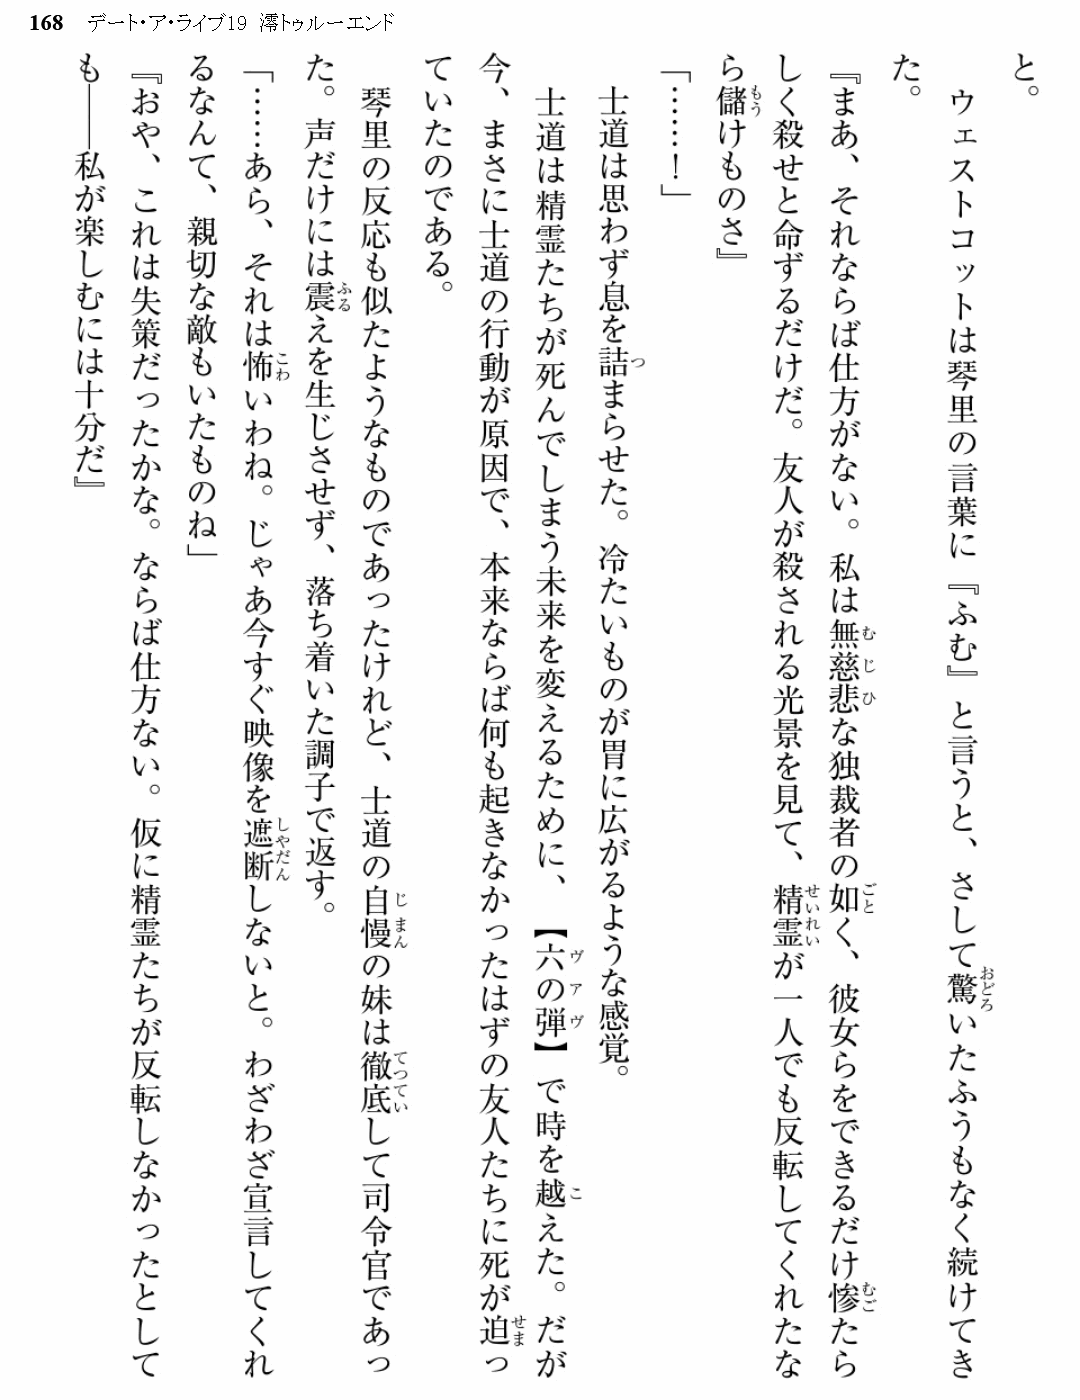 168 デート・ア・ライブ19 澪トゥルーエンド
と。
　ウェストコットは琴里の言葉に『ふむ』と言うと、さして驚いたふうもなく続けてき
た。
『まあ、それならば仕方がない。私は無慈悲な独裁者の如く、彼女らをできるだけ惨たら
しく殺せと命ずるだけだ。友人が殺される光景を見て、精霊が一人でも反転してくれたな
ら儲けものさ』
「……！」
　士道は思わず息を詰まらせた。冷たいものが胃に広がるような感覚。
　士道は精霊たちが死んでしまう未来を変えるために、【六の弾】で時を越えた。だが
今、まさに士道の行動が原因で、本来ならば何も起きなかったはずの友人たちに死が迫っ
ていたのである。
　琴里の反応も似たようなものであったけれど、士道の自慢の妹は徹底して司令官であっ
た。声だけには震えを生じさせず、落ち着いた調子で返す。
「……あら、それは怖いわね。じゃあ今すぐ映像を遮断しないと。わざわざ宣言してくれ
るなんて、親切な敵もいたものね」
『おや、これは失策だったかな。ならば仕方ない。仮に精霊たちが反転しなかったとして
も――私が楽しむには十分だ』